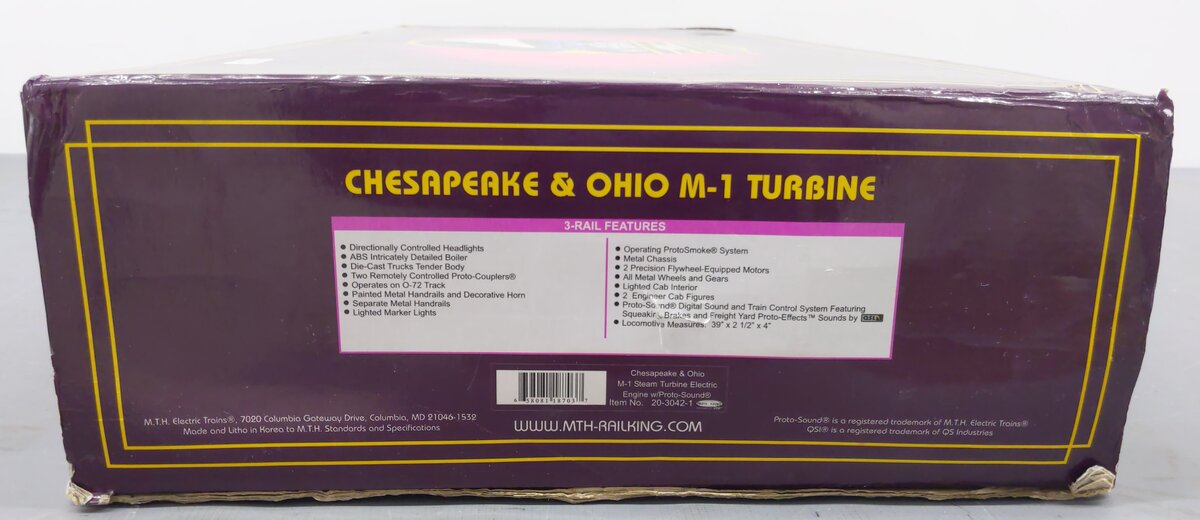 CHESAPEAKE & OHIO M-1 TURBINE
3-RAIL FEATURES
• Directionally Controlled Headlights
• ABS Intricately Detailed Boiler
• Die-Cast Trucks Tender Body
• Two Remotely Controlled Proto-Couplers®
• Operates on O-72 Track
• Painted Metal Handrails and Decorative Horn
• Separate Metal Handrails
• Lighted Marker Lights
• Operating ProtoSmoke® System
• Metal Chassis
• 2 Precision Flywheel-Equipped Motors
• All Metal Wheels and Gears
• Lighted Cab Interior
• 2 Engineer Cab Figures
• Proto-Sound® Digital Sound and Train Control System Featuring
Squeaking Brakes and Freight Yard Proto-Effects™ Sounds by QSI
• Locomotive Measures: 39" x 2 1/2" x 4"
Chesapeake & Ohio
M-1 Steam Turbine Electric
Engine w/Proto-Sound®
Item No. 20-3042-1
6 58081 18703 7
M.T.H. Electric Trains®, 7020 Columbia Gateway Drive, Columbia, MD 21046-1532
Made and Litho in Korea to M.T.H. Standards and Specifications
WWW.MTH-RAILKING.COM
Proto-Sound® is a registered trademark of M.T.H. Electric Trains®
QSI® is a registered trademark of QS Industries